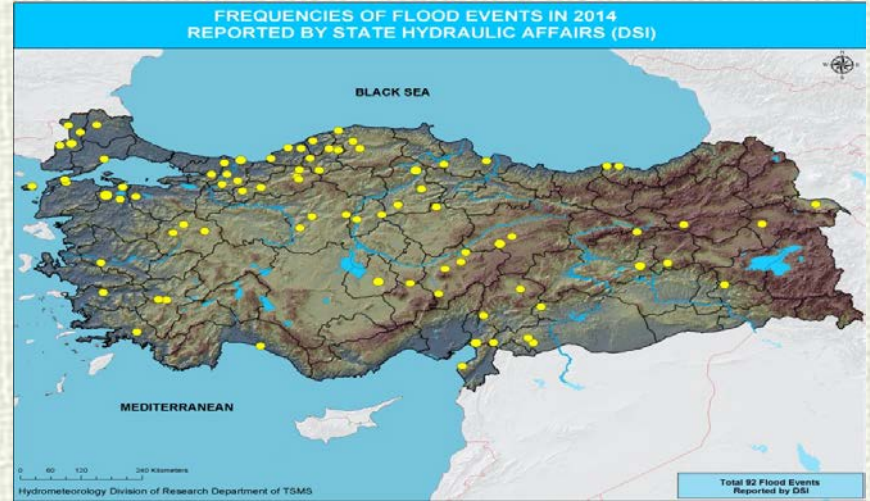 FREQUENCIES OF FLOOD EVENTS IN 2014
REPORTED BY STATE HYDRAULIC AFFAIRS (DSI)
N
W
E
S
BLACK SEA
MEDITERRANEAN
0 60 120 240 Kilometers
Hydrometeorology Division of Research Department of TSMS
Total 92 Flood Events
Reported by DSI